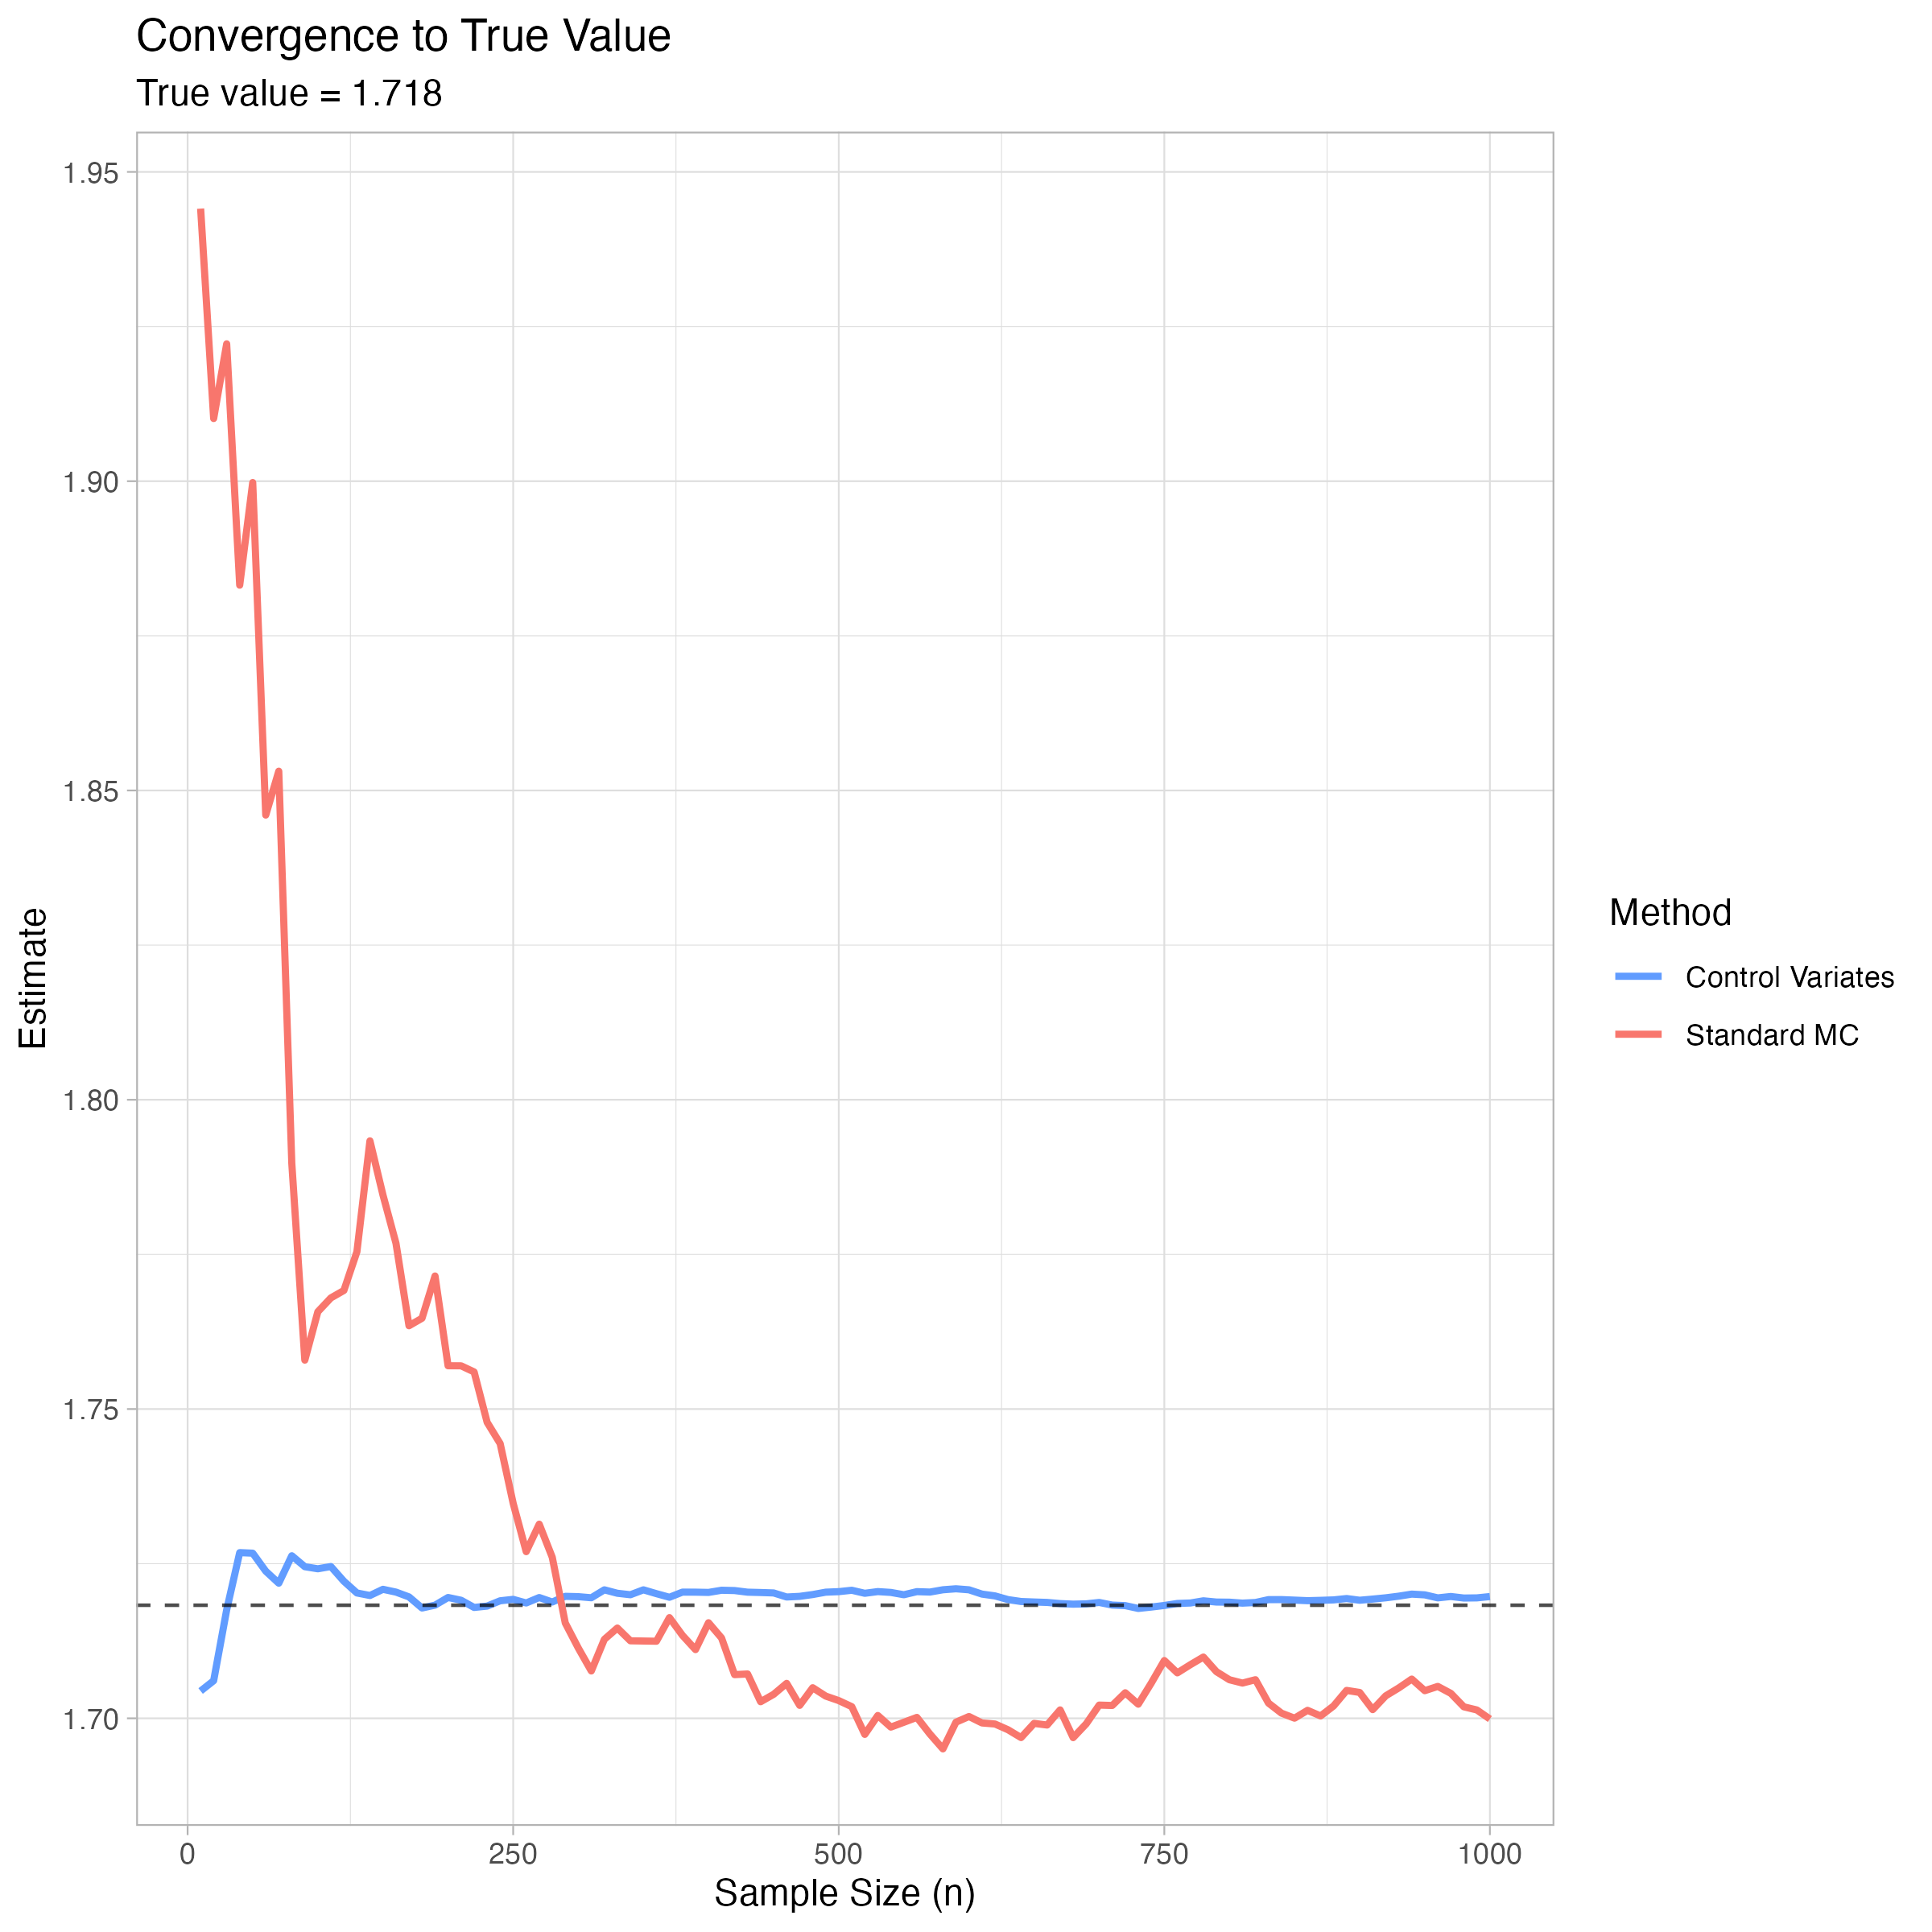 Convergence to True Value
True value = 1.718
Estimate
1.95
1.90
1.85
1.80
1.75
1.70
0
250
500
750
1000
Sample Size (n)
Method
Control Variates
Standard MC